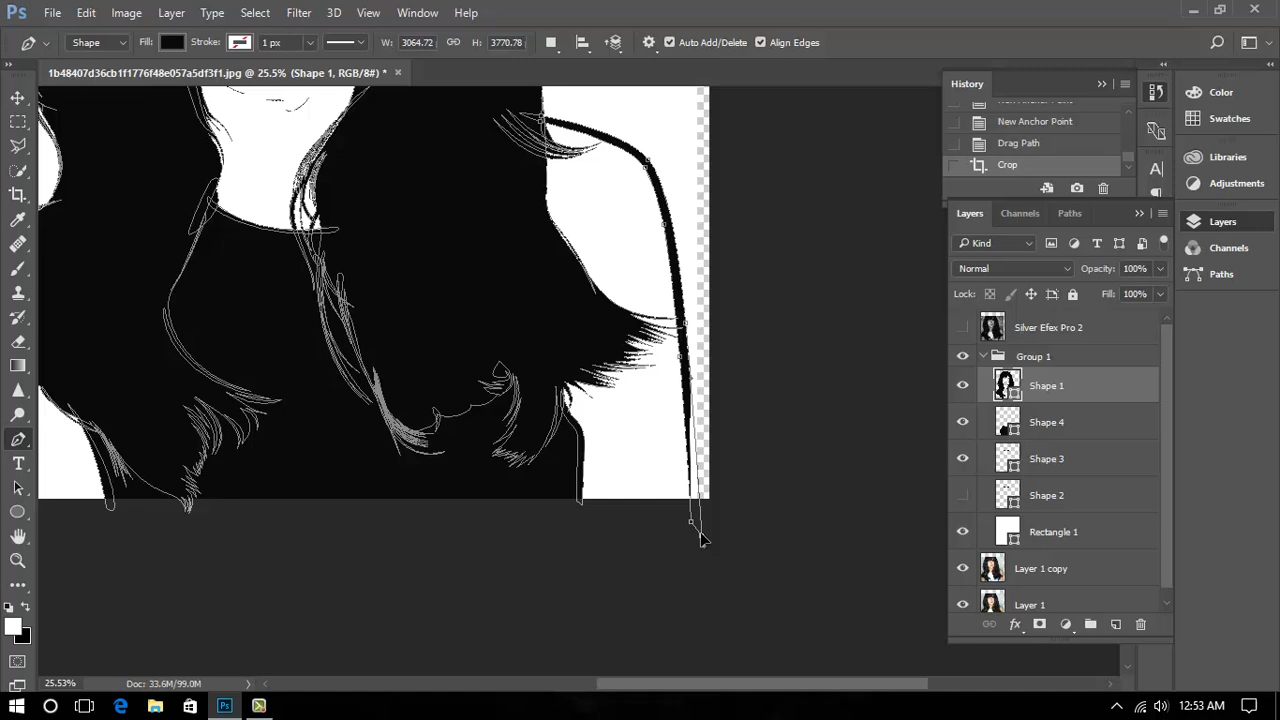 Ps File Edit Image Layer Type Select Filter 3D View Window Help
Shape Fill: Stroke: 1 px W: 3064.72 H: 3770.78 Auto Add/Delete Align Edges
1b48407d36cb1f1776f48e057a5df3f1.jpg @ 25.5% (Shape 1, RGB/8#) * ×
History
New Anchor Point
Drag Path
Crop
Layers Channels Paths
Kind
Normal Opacity: 100%
Lock: Fill: 100%
Silver Efex Pro 2
Group 1
Shape 1
Shape 4
Shape 3
Shape 2
Rectangle 1
Layer 1 copy
Layer 1
fx
Color
Swatches
Libraries
Adjustments
Layers
Channels
Paths
25.53% Doc: 33.6M/99.0M
12:53 AM